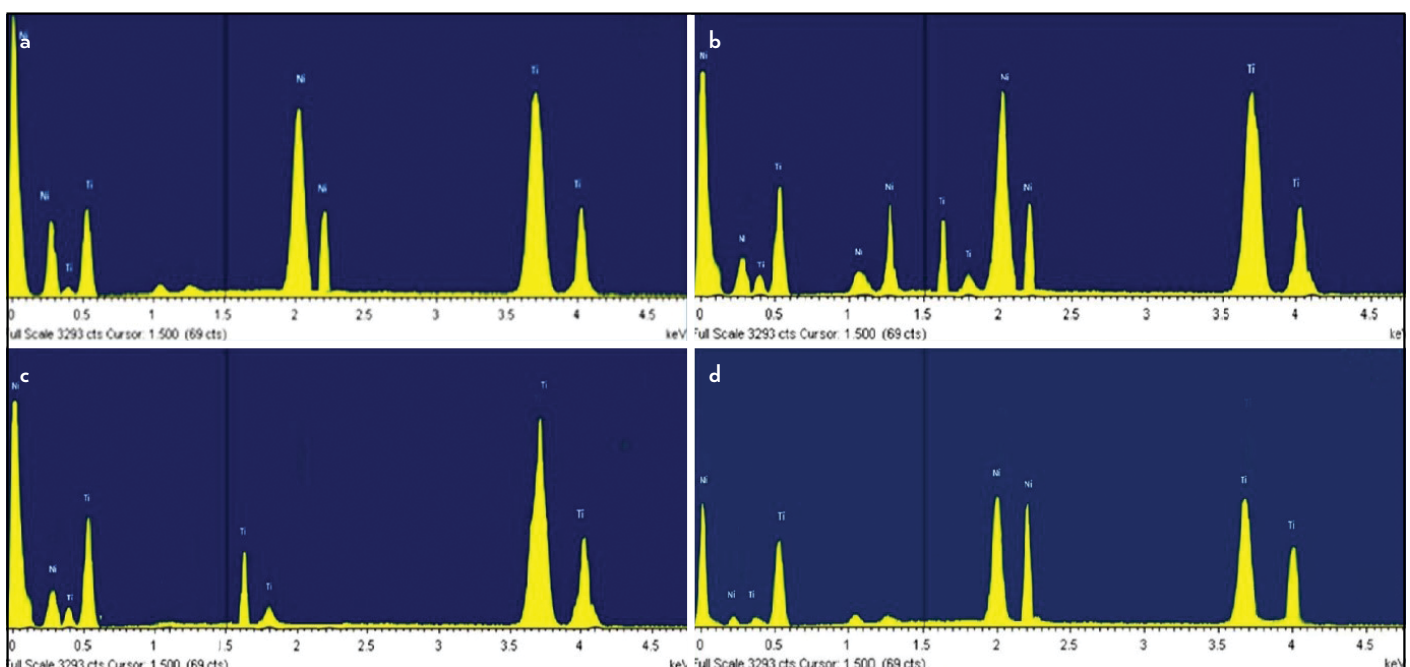 a
Ni
Ni
Ti
Ti
Ni
Ni
Ti
Ti
0 0.5 1 1.5 2 2.5 3 3.5 4 4.5
ull Scale 3293 cts Cursor: 1.500 (69 cts) keV
b
Ni
Ni
Ti
Ti
Ni
Ni
Ti
Ti
Ni
Ni
Ti
Ti
0 0.5 1 1.5 2 2.5 3 3.5 4 4.5
Full Scale 3293 cts Cursor: 1.500 (69 cts) ke
c
Ni
Ni
Ti
Ti
Ti
Ti
Ti
Ti
0 0.5 1 1.5 2 2.5 3 3.5 4 4.5
Full Scale 3293 cts Cursor: 1.500 (69 cts) keV
d
Ni
Ni
Ti
Ti
Ni
Ni
Ti
Ti
0 0.5 1 1.5 2 2.5 3 3.5 4 4.5
Full Scale 3293 cts Cursor: 1.500 (69 cts) keV